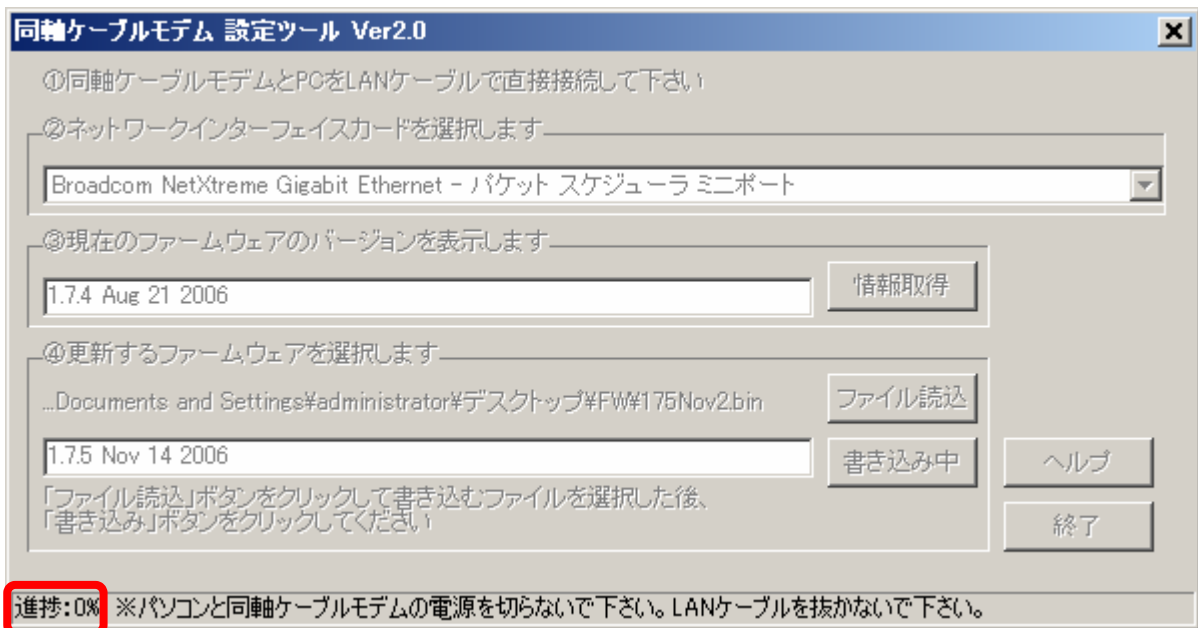 同軸ケーブルモデム 設定ツール Ver2.0
①同軸ケーブルモデムとPCをLANケーブルで直接接続して下さい
②ネットワークインターフェイスカードを選択します
Broadcom NetXtreme Gigabit Ethernet - パケット スケジューラ ミニポート
③現在のファームウェアのバージョンを表示します
1.7.4 Aug 21 2006
情報取得
④更新するファームウェアを選択します
...Documents and Settings¥administrator¥デスクトップ¥FW¥175Nov2.bin
ファイル読込
1.7.5 Nov 14 2006
書き込み中
ヘルプ
「ファイル読込」ボタンをクリックして書き込むファイルを選択した後、
「書き込み」ボタンをクリックしてください
終了
進捗:0% ※パソコンと同軸ケーブルモデムの電源を切らないで下さい。LANケーブルを抜かないで下さい。